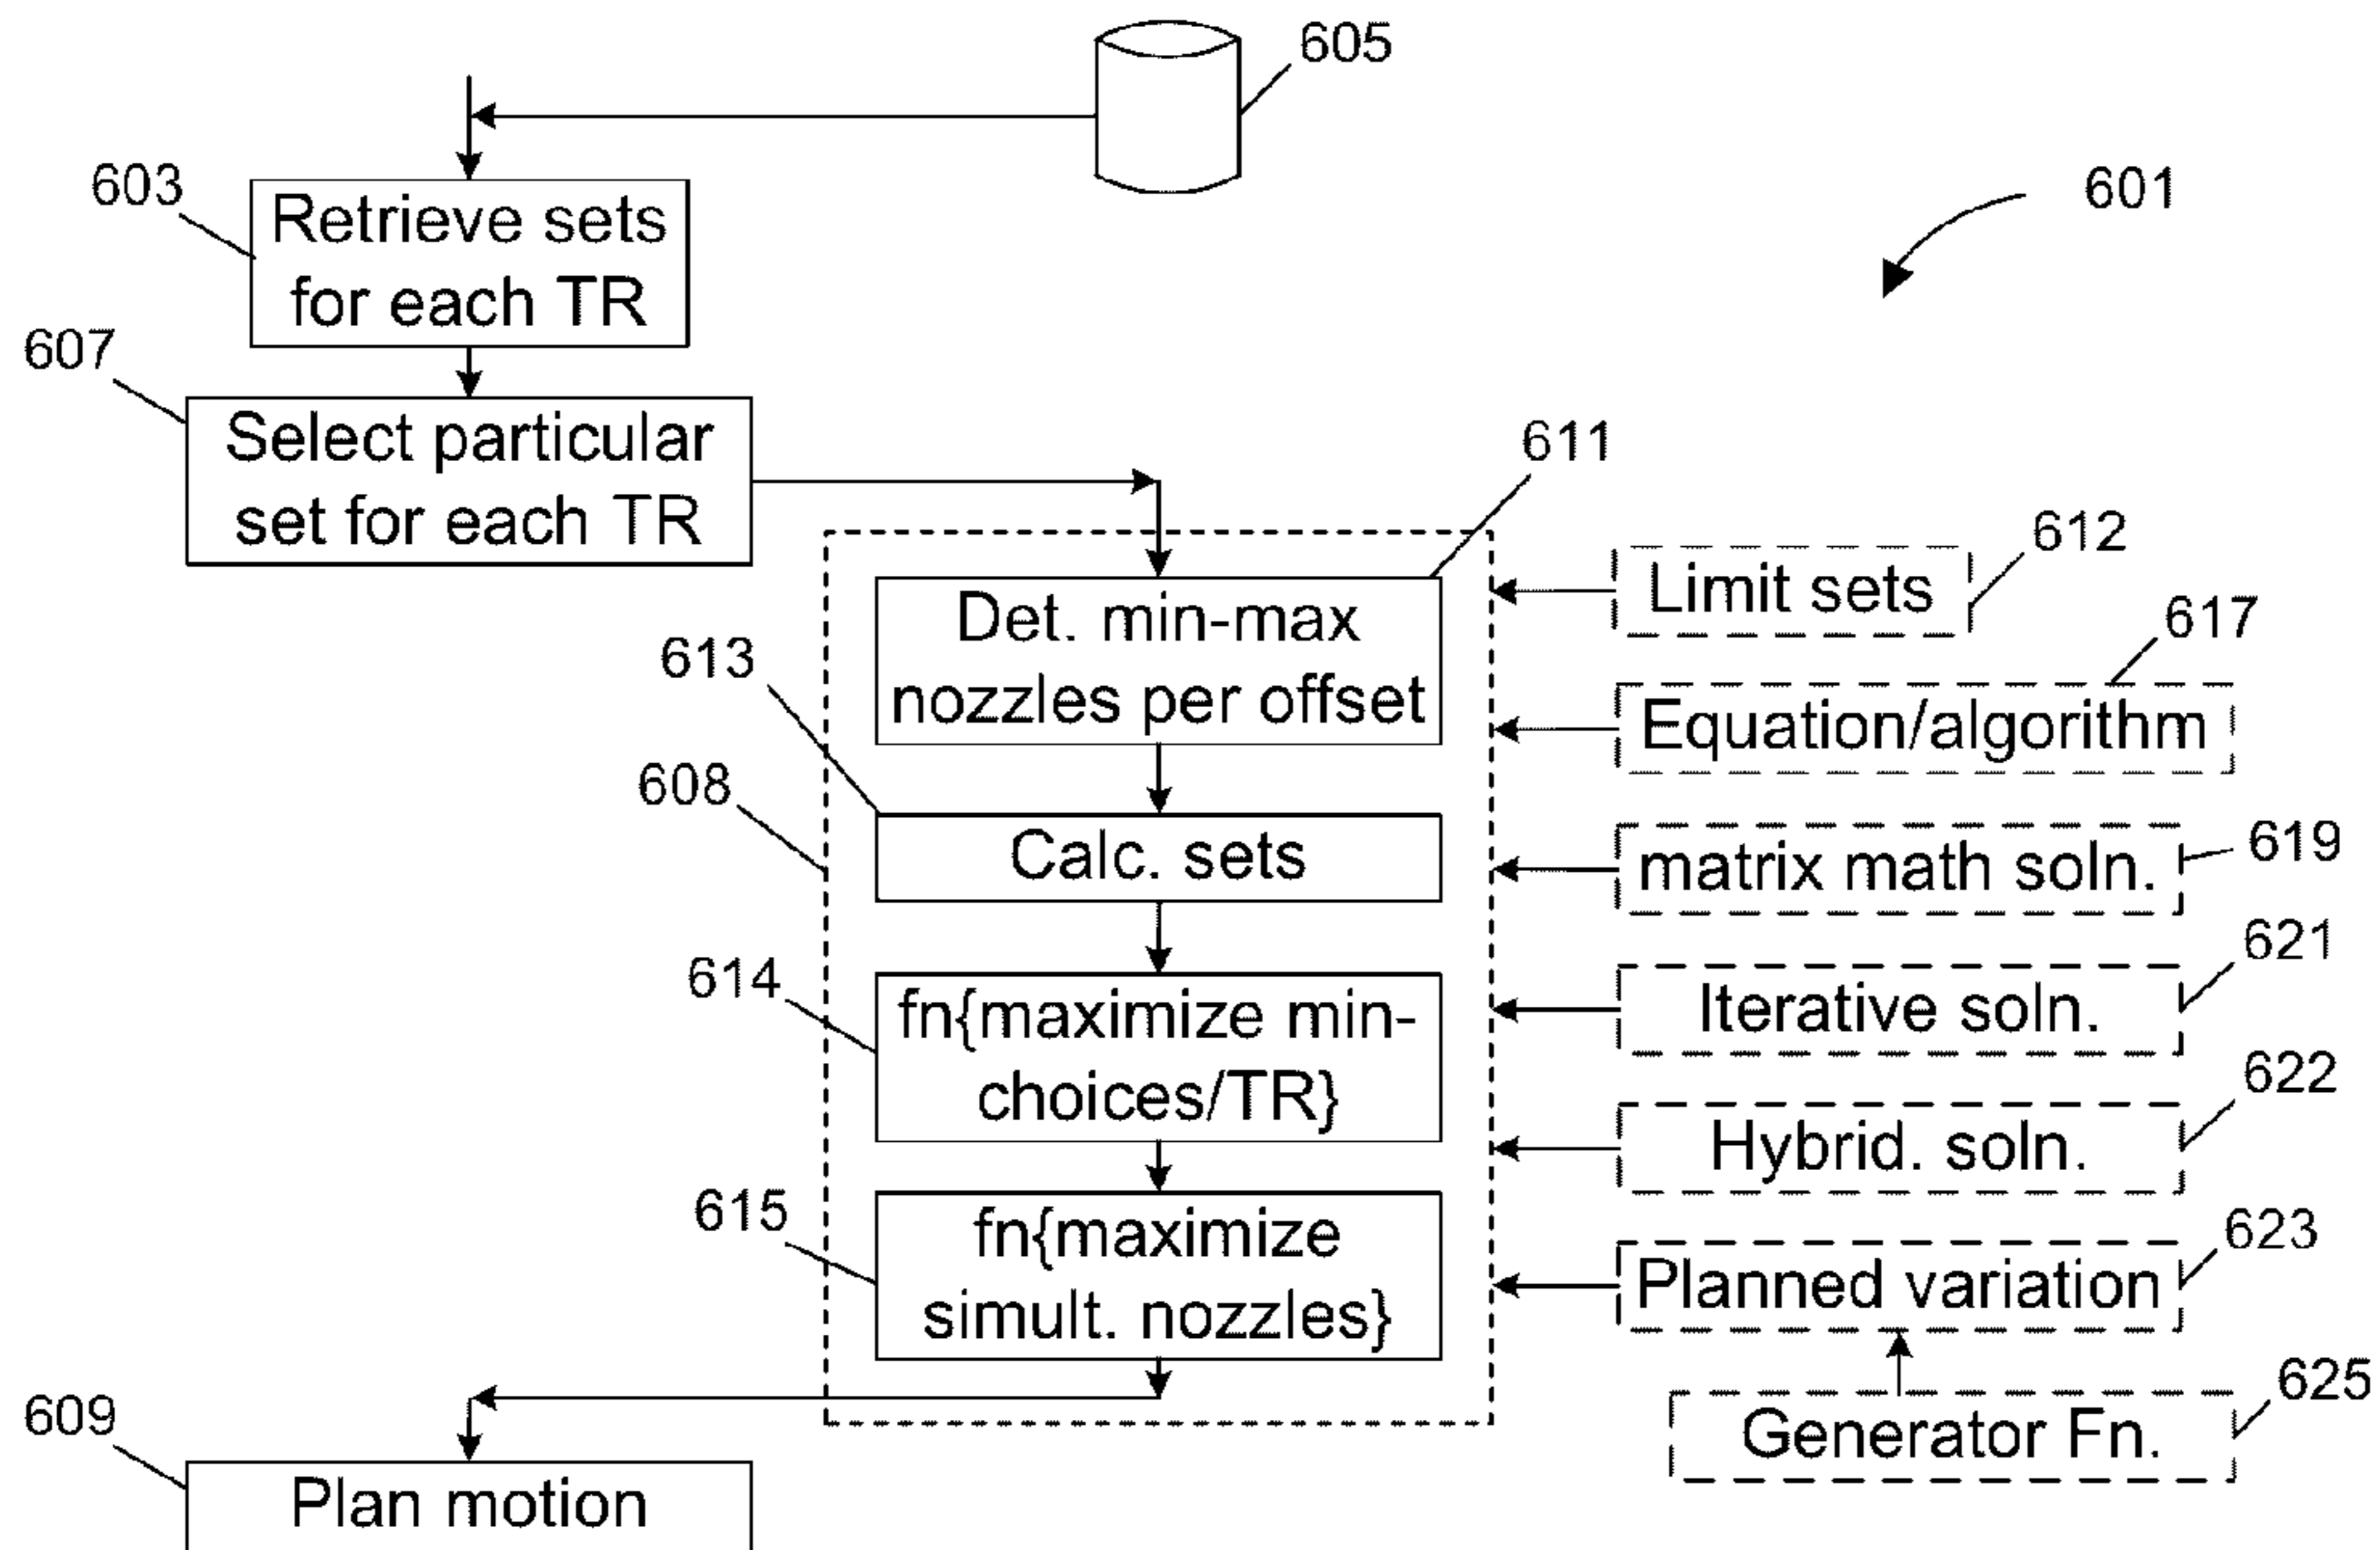 605
603
Retrieve sets
for each TR
601
607
Select particular
set for each TR
611
Det. min-max
nozzles per offset
612
Limit sets
617
Equation/algorithm
613
Calc. sets
608
619
matrix math soln.
621
Iterative soln.
614
fn{maximize min-
choices/TR}
622
Hybrid. soln.
615
fn{maximize
simult. nozzles}
623
Planned variation
625
Generator Fn.
609
Plan motion